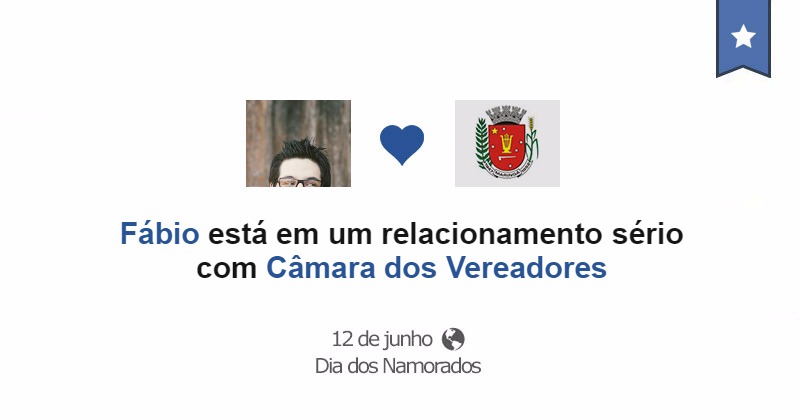 Fábio está em um relacionamento sério
com Câmara dos Vereadores
12 de junho
Dia dos Namorados